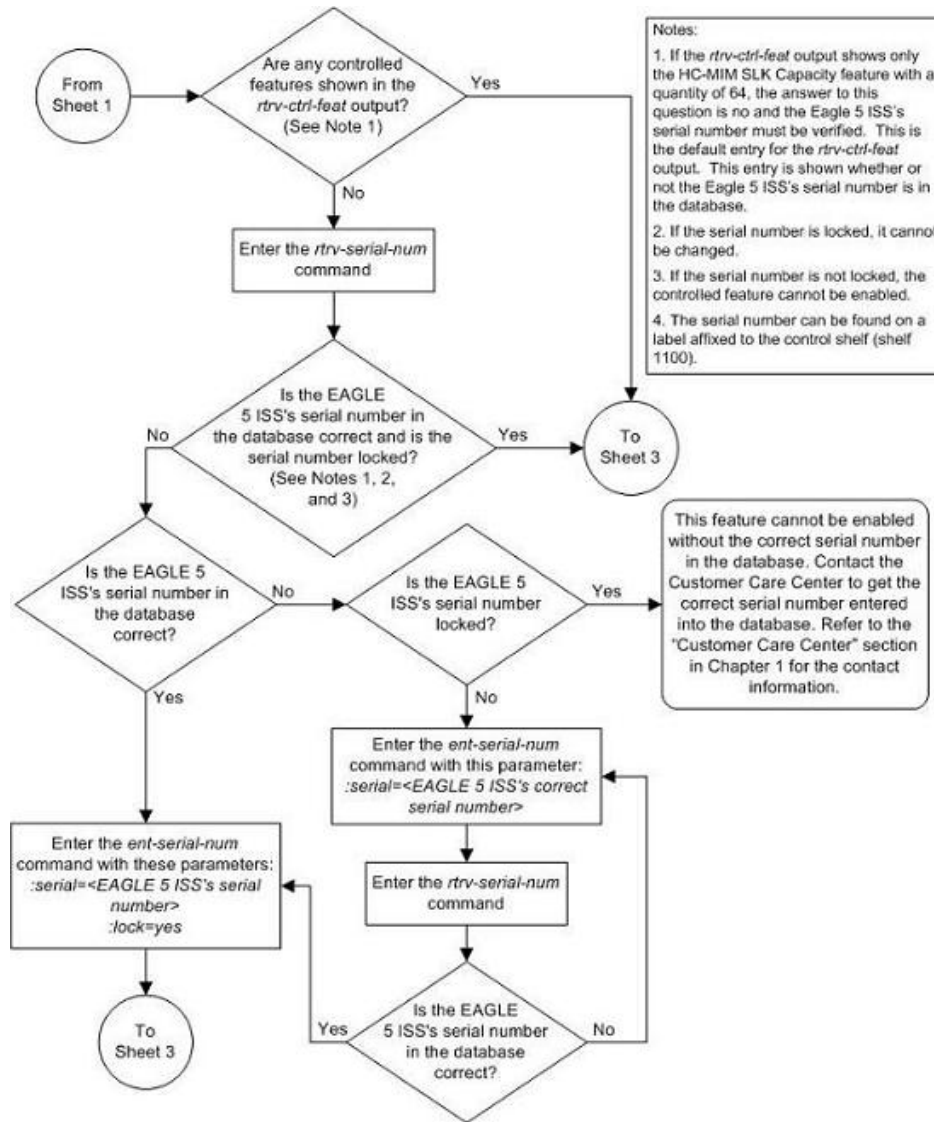 From
Sheet 1
Are any controlled
features shown in the
rtrv-ctrl-feat output?
(See Note 1)
Yes
No
Notes:
1. If the rtrv-ctrl-feat output shows only
the HC-MIM SLK Capacity feature with a
quantity of 64, the answer to this
question is no and the Eagle 5 ISS's
serial number must be verified. This is
the default entry for the rtrv-ctrl-feat
output. This entry is shown whether or
not the Eagle 5 ISS's serial number is in
the database.
2. If the serial number is locked, it cannot
be changed.
3. If the serial number is not locked, the
controlled feature cannot be enabled.
4. The serial number can be found on a
label affixed to the control shelf (shelf
1100).
Enter the rtrv-serial-num
command
Is the EAGLE
5 ISS's serial number in
the database correct and is the
serial number locked?
(See Notes 1, 2,
and 3)
No
Yes
To
Sheet 3
Is the EAGLE 5
ISS's serial number in
the database
correct?
No
Yes
Is the EAGLE 5
ISS's serial number
locked?
Yes
No
This feature cannot be enabled
without the correct serial number
in the database. Contact the
Customer Care Center to get the
correct serial number entered
into the database. Refer to the
"Customer Care Center" section
in Chapter 1 for the contact
information.
Enter the ent-serial-num
command with this parameter:
:serial=<EAGLE 5 ISS's correct
serial number>
Enter the ent-serial-num
command with these parameters:
:serial=<EAGLE 5 ISS's serial
number>
:lock=yes
Enter the rtrv-serial-num
command
Is the EAGLE
5 ISS's serial number
in the database
correct?
Yes
No
To
Sheet 3